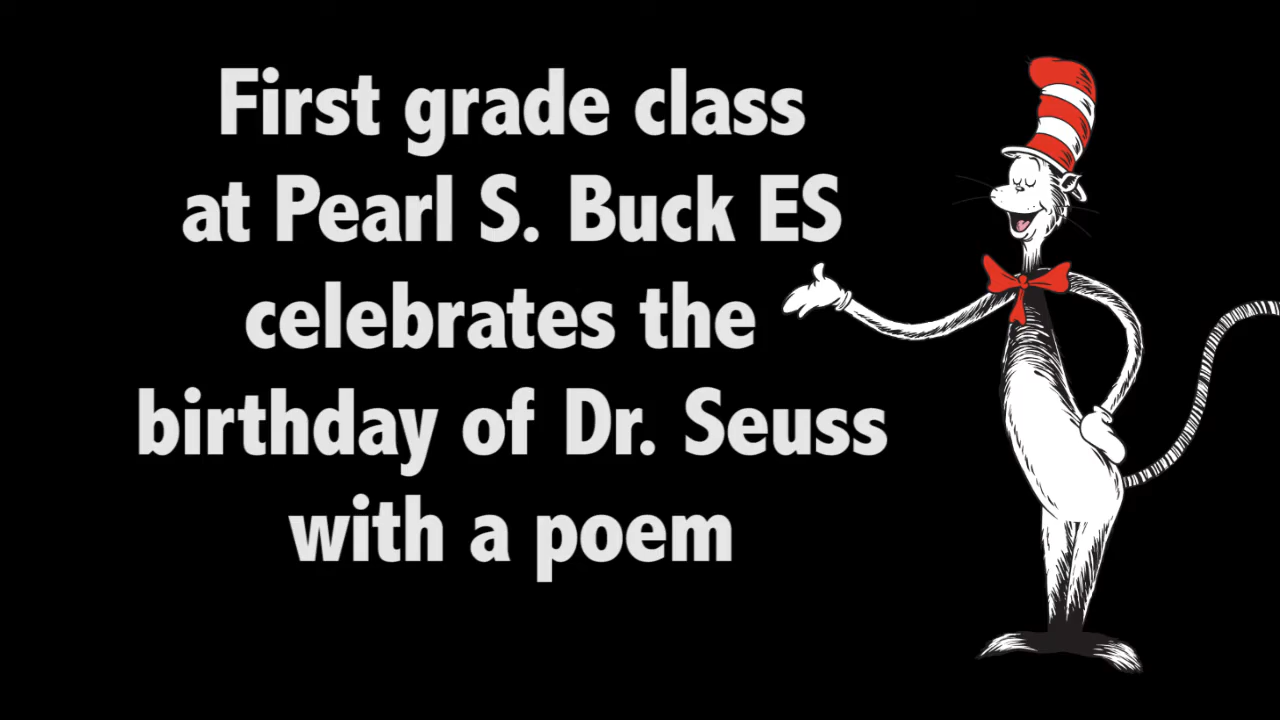 First grade class
at Pearl S. Buck ES
celebrates the
birthday of Dr. Seuss
with a poem